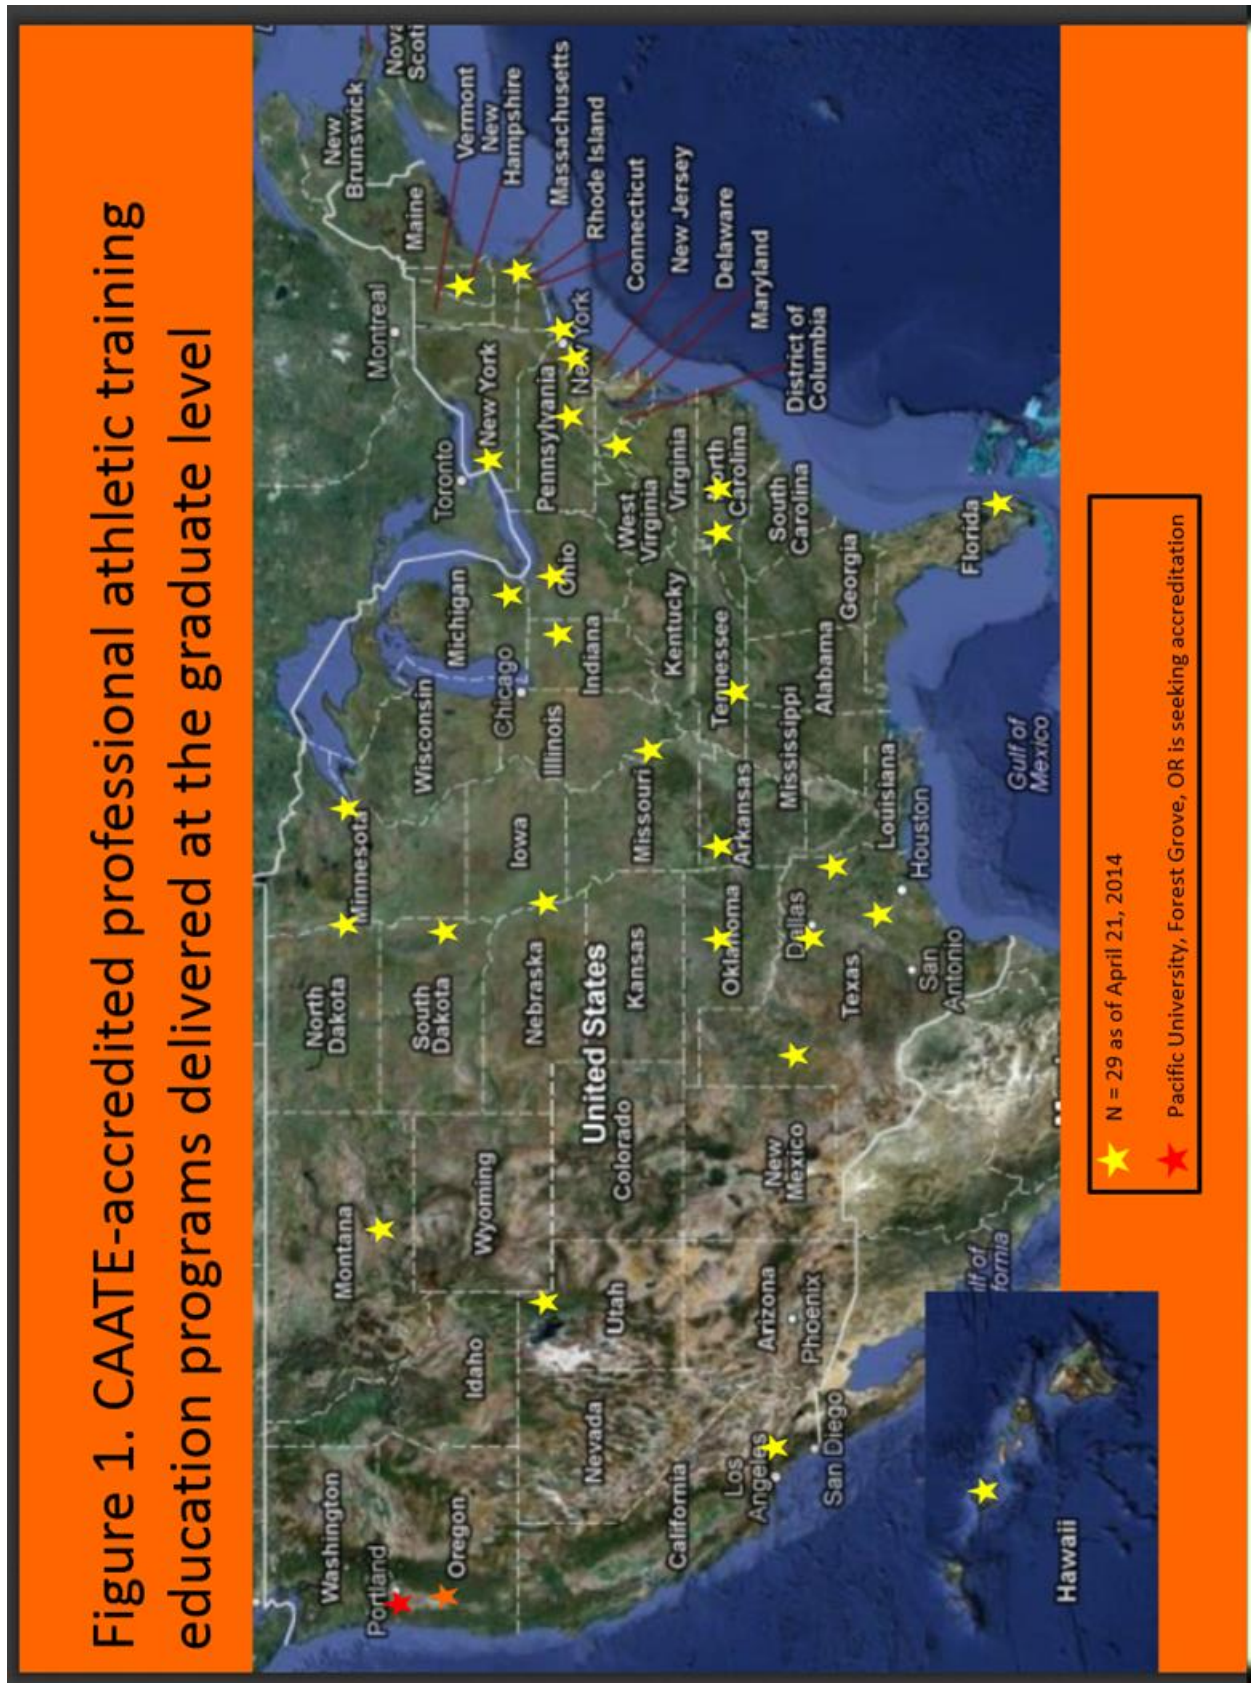 Figure 1. CAATE-accredited professional athletic training
education programs delivered at the graduate level
Washington
Portland
Oregon
Idaho
Montana
Wyoming
Nevada
Utah
California
Los
Angeles
San Diego
Arizona
Phoenix
Colorado
New
Mexico
United States
North
Dakota
South
Dakota
Nebraska
Kansas
Oklahoma
Dallas
Texas
San
Antonio
Houston
Minnesota
Iowa
Missouri
Arkansas
Louisiana
Wisconsin
Illinois
Chicago
Michigan
Indiana
Ohio
Kentucky
Tennessee
Mississippi
Alabama
Georgia
Florida
South
Carolina
North
Carolina
Virginia
West
Virginia
Pennsylvania
New York
Toronto
Montreal
New York
Maine
New
Brunswick
Nova
Scoti
Vermont
New
Hampshire
Massachusetts
Rhode Island
Connecticut
New Jersey
Delaware
Maryland
District of
Columbia
Gulf of
Mexico
lf of
fornia
Hawaii
N = 29 as of April 21, 2014
Pacific University, Forest Grove, OR is seeking accreditation